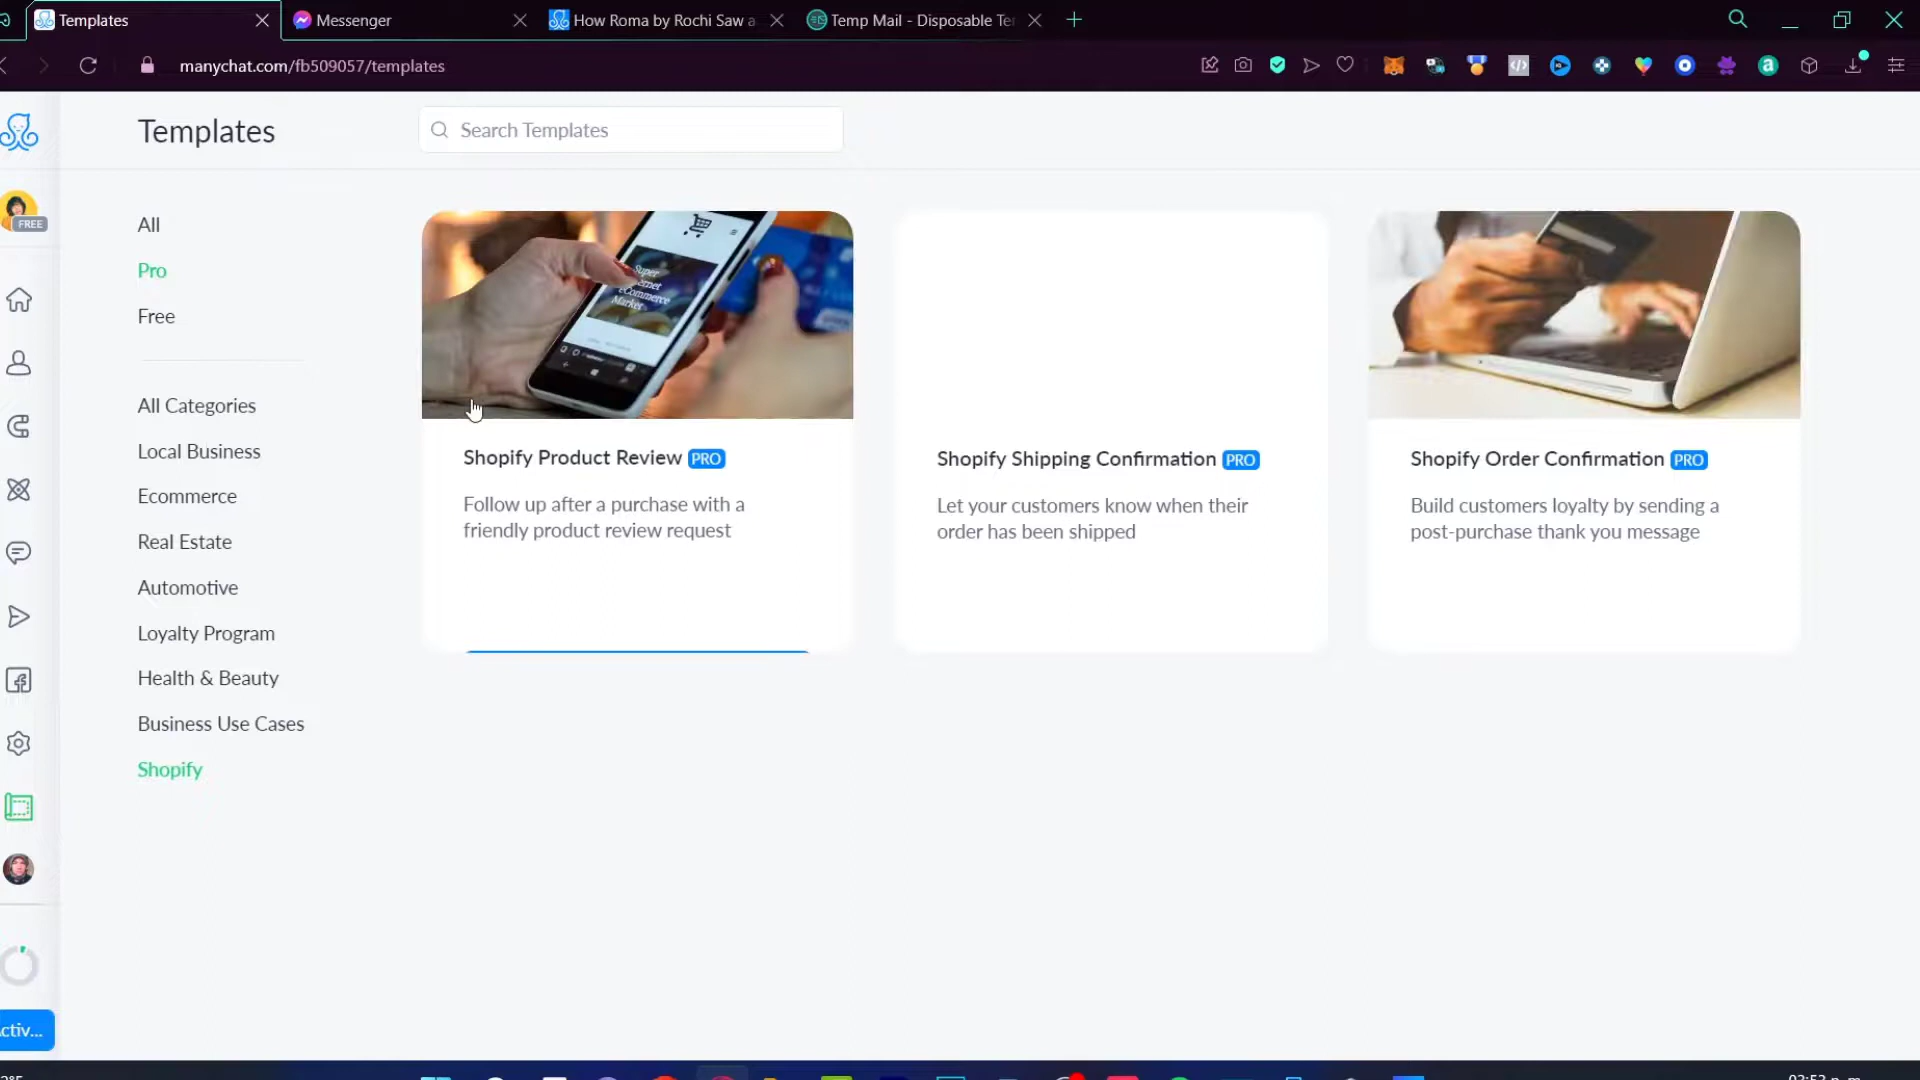 Templates
Messenger
How Roma by Rochi Saw a
Temp Mail - Disposable Te
manychat.com/fb509057/templates
Templates
Search Templates
FREE
All
Pro
Free
All Categories
Local Business
Ecommerce
Real Estate
Automotive
Loyalty Program
Health & Beauty
Business Use Cases
Shopify
Super
eCommerce
Market
Shopify Product Review PRO
Follow up after a purchase with a
friendly product review request
Shopify Shipping Confirmation PRO
Let your customers know when their
order has been shipped
Shopify Order Confirmation PRO
Build customers loyalty by sending a
post-purchase thank you message
ctiv...